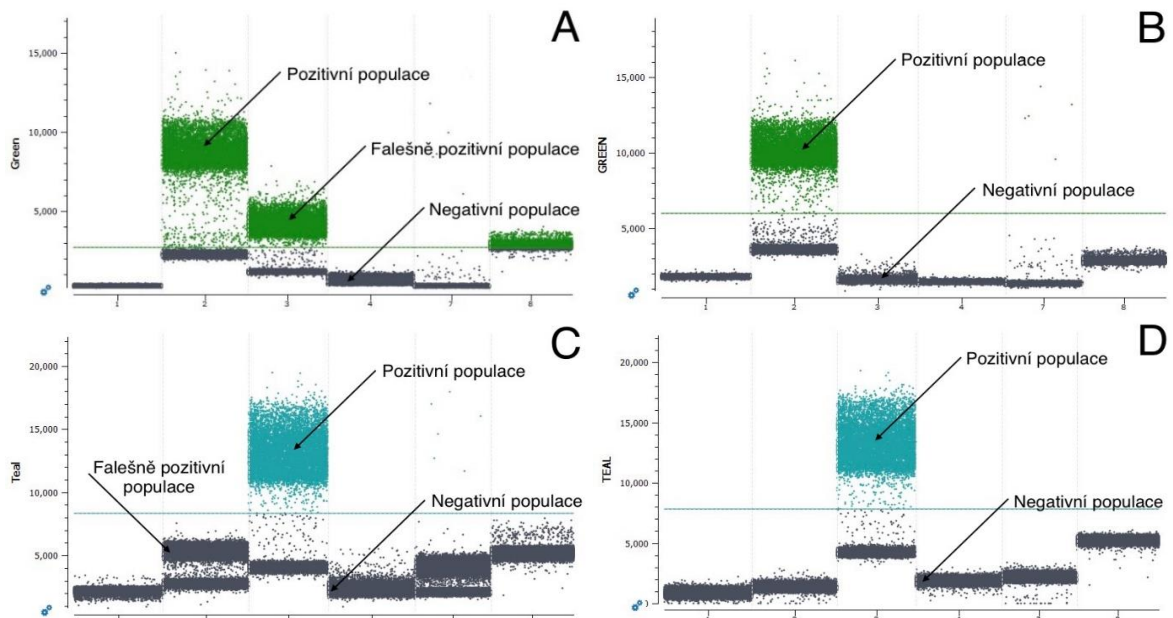 A
15,000
10,000
5,000
Green
Pozitivní populace
Falešně pozitivní populace
Negativní populace
1 2 3 4 7 8
B
15,000
10,000
5,000
GREEN
Pozitivní populace
Negativní populace
1 2 3 4 7 8
C
20,000
15,000
10,000
5,000
Teal
Pozitivní populace
Falešně pozitivní
populace
Negativní populace
D
20,000
15,000
10,000
5,000
TEAL
Pozitivní populace
Negativní populace